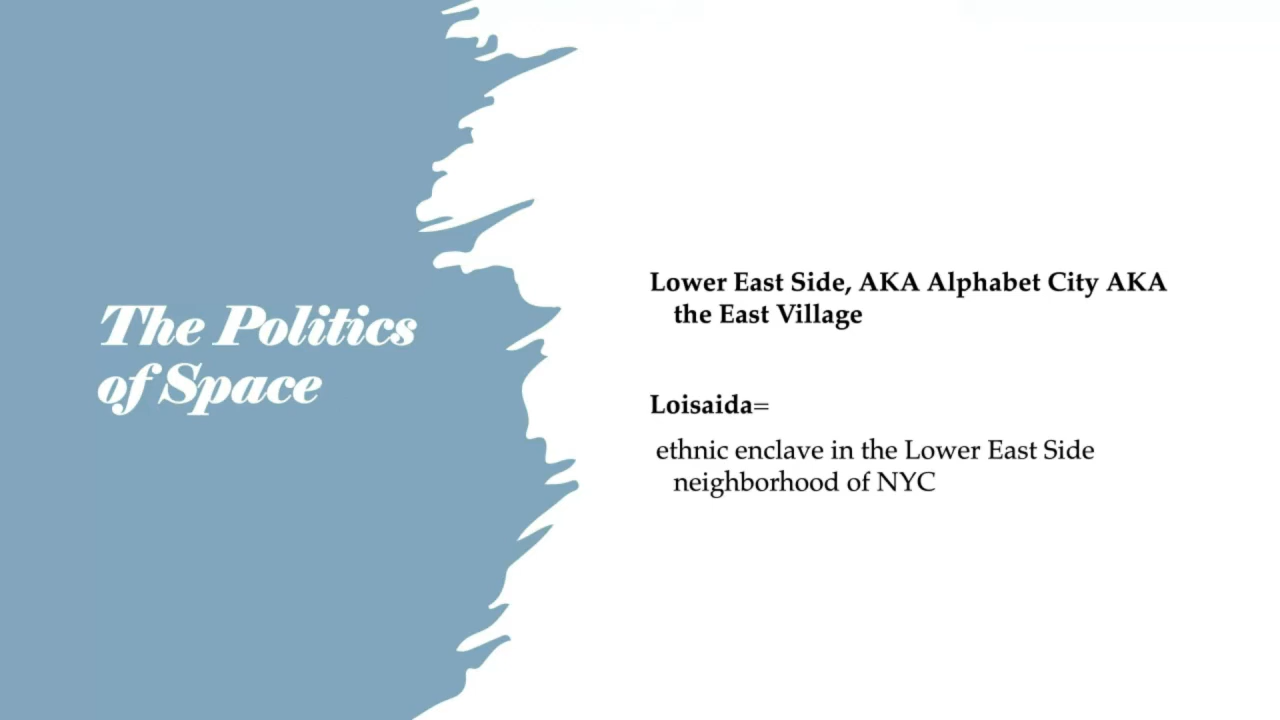 The Politics
of Space
Lower East Side, AKA Alphabet City AKA
the East Village
Loisaida=
ethnic enclave in the Lower East Side
neighborhood of NYC